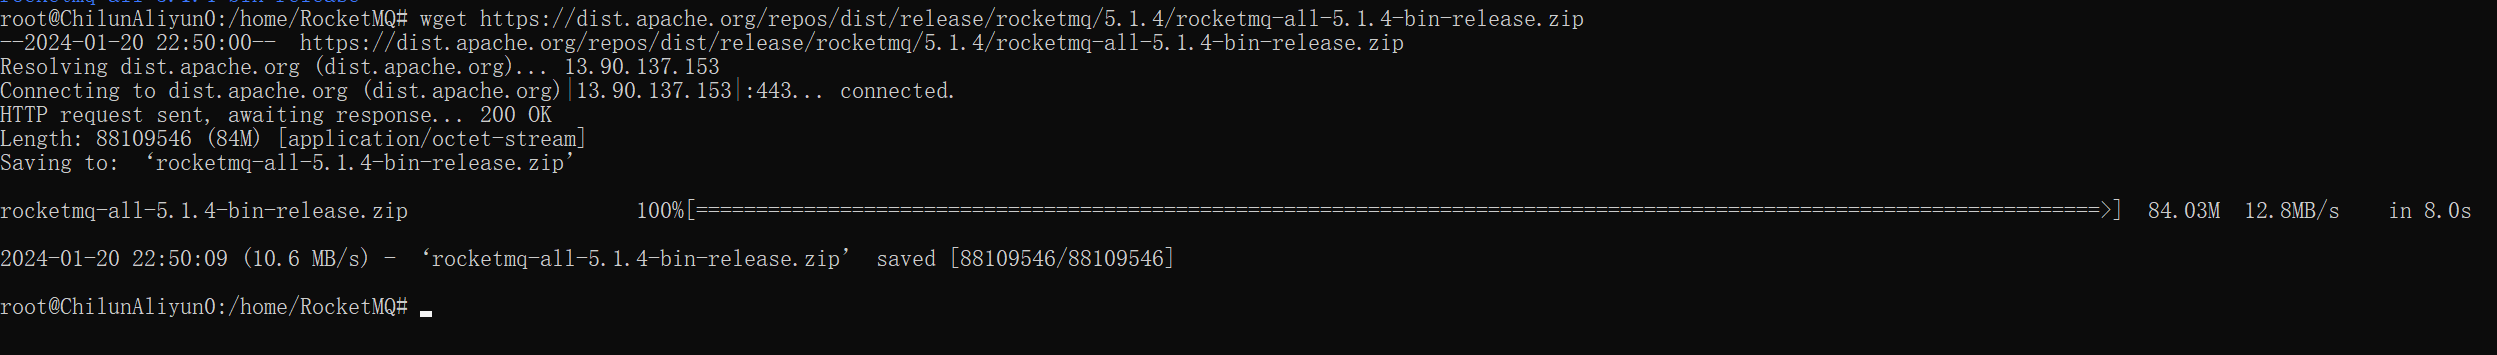 root@ChilunAliyun0:/home/RocketMQ# wget https://dist.apache.org/repos/dist/release/rocketmq/5.1.4/rocketmq-all-5.1.4-bin-release.zip
--2024-01-20 22:50:00--  https://dist.apache.org/repos/dist/release/rocketmq/5.1.4/rocketmq-all-5.1.4-bin-release.zip
Resolving dist.apache.org (dist.apache.org)... 13.90.137.153
Connecting to dist.apache.org (dist.apache.org)|13.90.137.153|:443... connected.
HTTP request sent, awaiting response... 200 OK
Length: 88109546 (84M) [application/octet-stream]
Saving to: ‘rocketmq-all-5.1.4-bin-release.zip’
rocketmq-all-5.1.4-bin-release.zip 100%[=====================================================================================================================>] 84.03M 12.8MB/s in 8.0s
2024-01-20 22:50:09 (10.6 MB/s) - ‘rocketmq-all-5.1.4-bin-release.zip’ saved [88109546/88109546]
root@ChilunAliyun0:/home/RocketMQ#